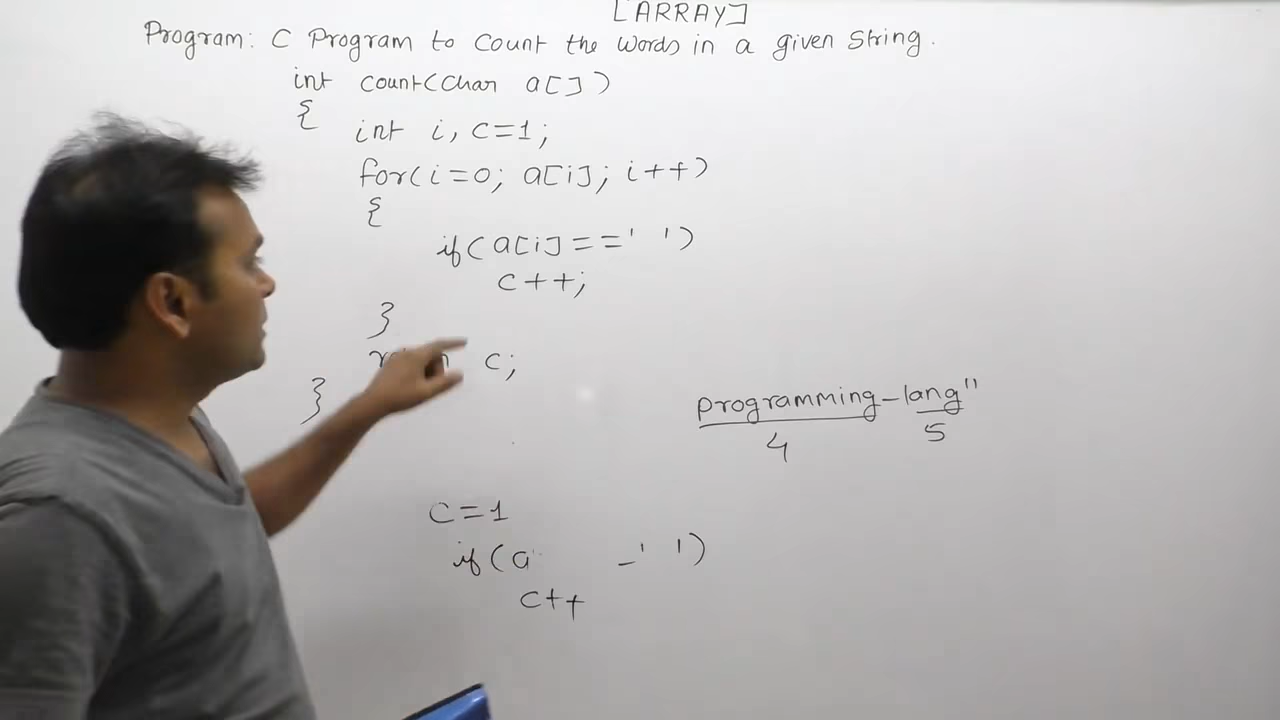 [ARRAY]
Program: C Program to Count the Words in a given String.
int count(char a[])
{
int i, c=1;
for(i=0; a[i]; i++)
{
if(a[i]==' ')
c++;
}
c;
}
programming-lang"
4 5
c=1
if(a -' ')
c++